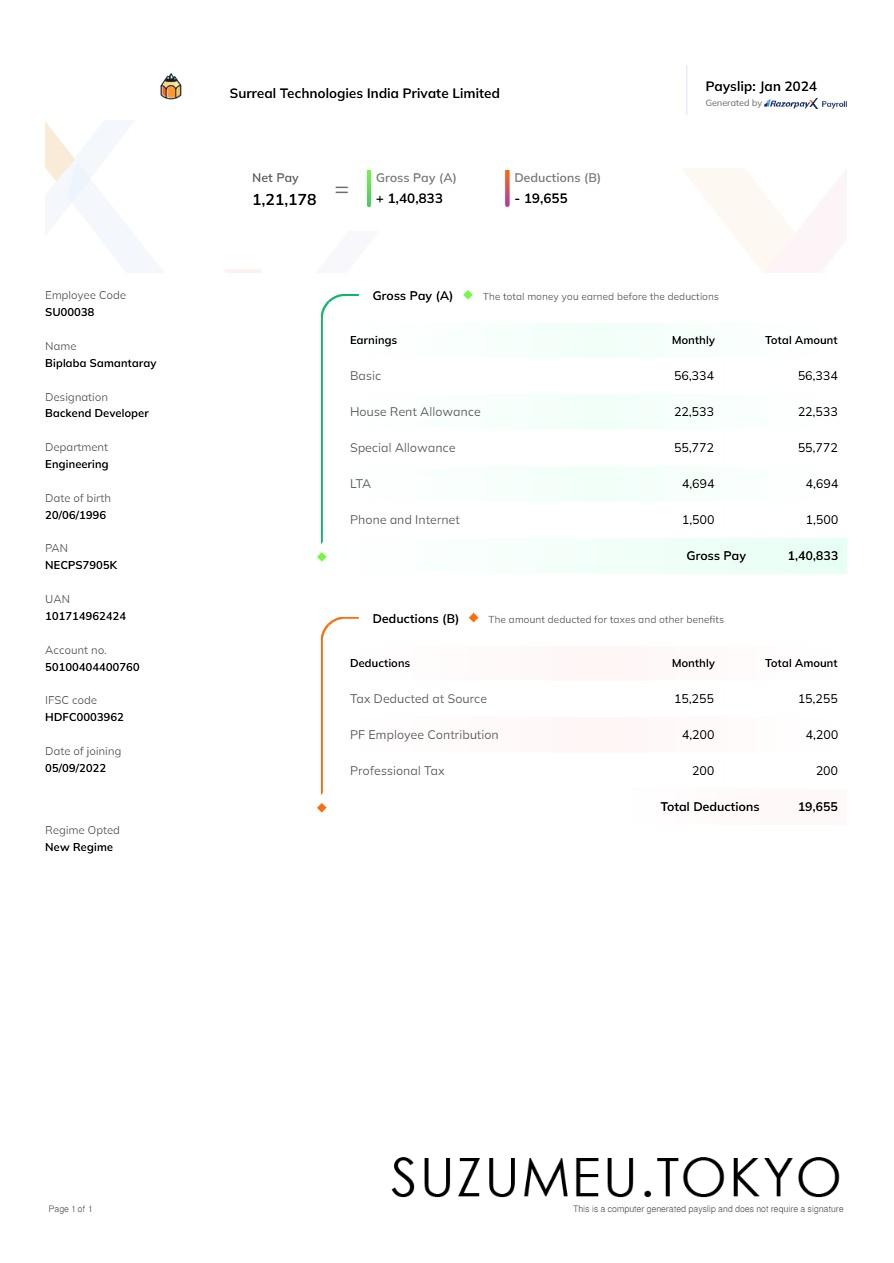 Surreal Technologies India Private Limited
Payslip: Jan 2024
Generated by RazorpayX Payroll
Net Pay
1,21,178
=
Gross Pay (A)
+ 1,40,833
Deductions (B)
- 19,655
Employee Code
SU00038
Name
Biplaba Samantaray
Designation
Backend Developer
Department
Engineering
Date of birth
20/06/1996
PAN
NECPS7905K
UAN
101714962424
Account no.
50100404400760
IFSC code
HDFC0003962
Date of joining
05/09/2022
Regime Opted
New Regime
Gross Pay (A) The total money you earned before the deductions
Earnings Monthly Total Amount
Basic 56,334 56,334
House Rent Allowance 22,533 22,533
Special Allowance 55,772 55,772
LTA 4,694 4,694
Phone and Internet 1,500 1,500
Gross Pay 1,40,833
Deductions (B) The amount deducted for taxes and other benefits
Deductions Monthly Total Amount
Tax Deducted at Source 15,255 15,255
PF Employee Contribution 4,200 4,200
Professional Tax 200 200
Total Deductions 19,655
SUZUMEU.TOKYO
Page 1 of 1
This is a computer generated payslip and does not require a signature